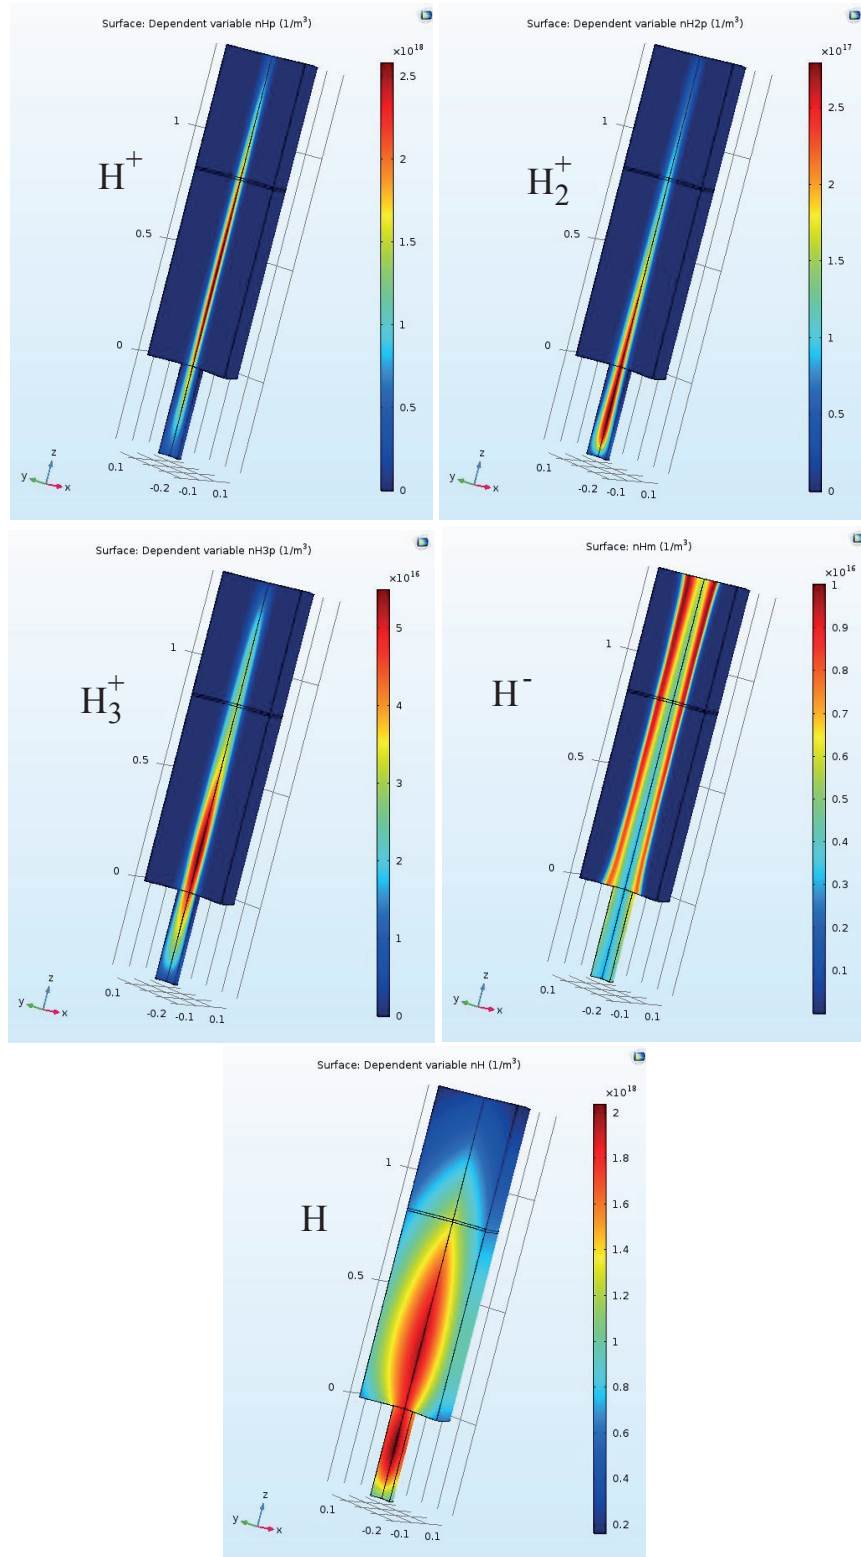 Surface: Dependent variable nHp (1/m³)
×10¹⁸
2.5
2
1.5
1
0.5
0
H⁺
1
0.5
0
0.1
-0.2 -0.1 0.1
z
y x
Surface: Dependent variable nH2p (1/m³)
×10¹⁷
2.5
2
1.5
1
0.5
0
H₂⁺
1
0.5
0
0.1
-0.2 -0.1 0.1
z
y x
Surface: Dependent variable nH3p (1/m³)
×10¹⁶
5
4
3
2
1
0
H₃⁺
1
0.5
0
0.1
-0.2 -0.1 0.1
z
y x
Surface: nHm (1/m³)
×10¹⁶
1
0.9
0.8
0.7
0.6
0.5
0.4
0.3
0.2
0.1
H⁻
1
0.5
0
0.1
-0.2 -0.1 0.1
z
y x
Surface: Dependent variable nH (1/m³)
×10¹⁸
2
1.8
1.6
1.4
1.2
1
0.8
0.6
0.4
0.2
H
1
0.5
0
0.1
-0.2 -0.1 0.1
z
y x